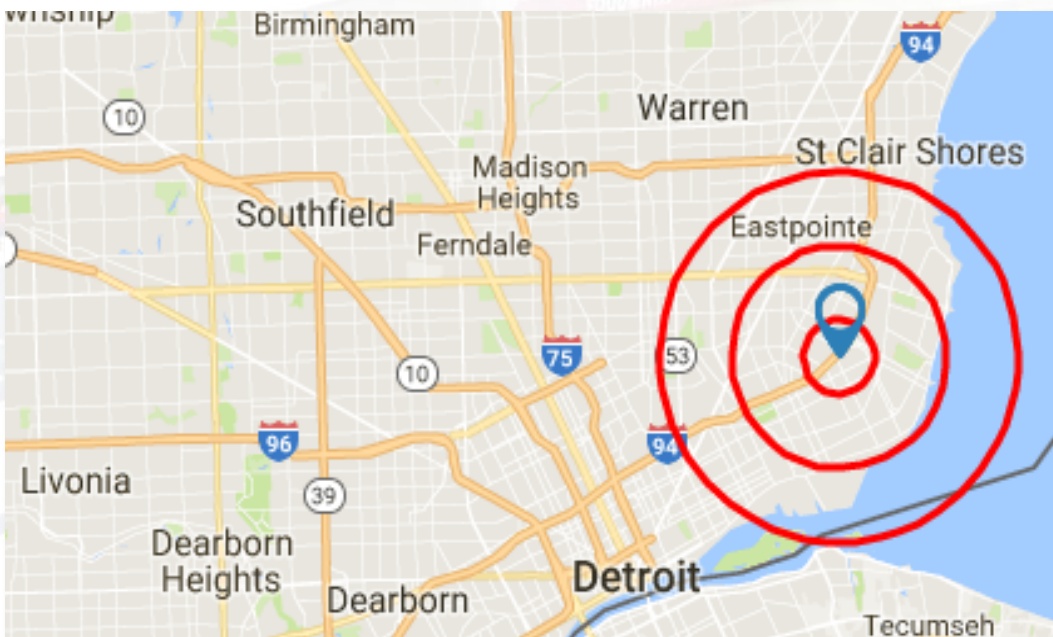 Birmingham
94
10
Warren
Madison
Heights
St Clair Shores
Southfield
Ferndale
Eastpointe
75
53
10
94
96
Livonia
39
Dearborn
Heights
Detroit
Dearborn
Tecumseh